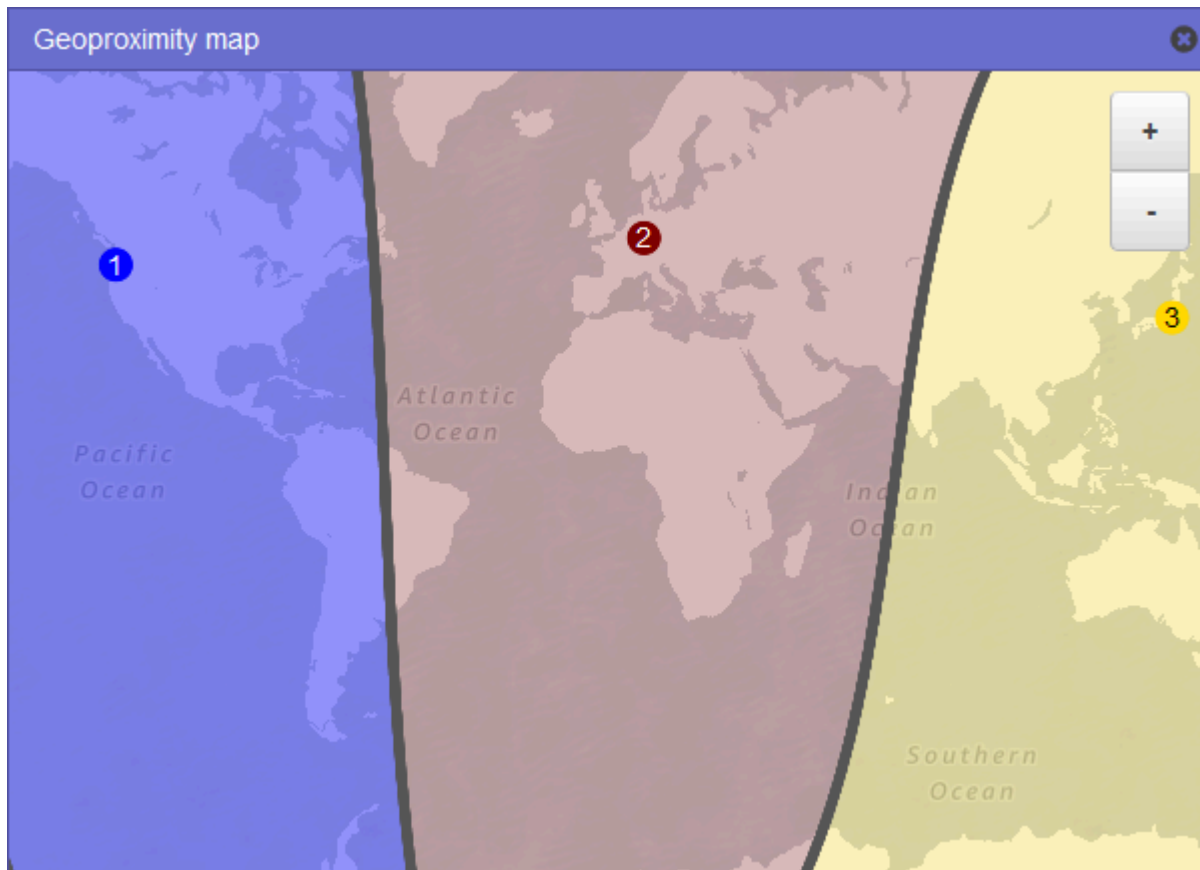 Geoproximity map
+
-
2
1
3
Atlantic
Ocean
Pacific
Ocean
Indian
Ocean
Southern
Ocean